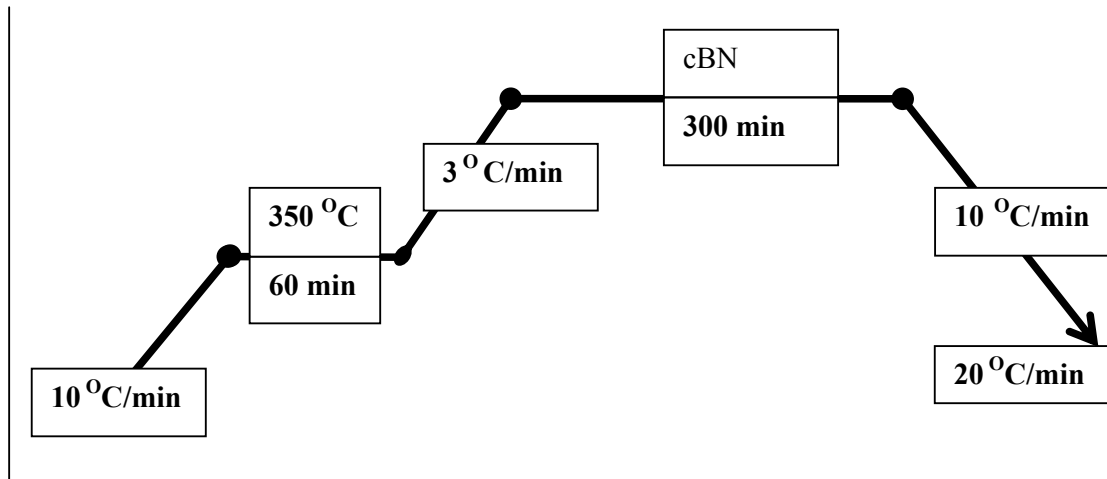 cBN
300 min
3 ᴼC/min
350 ᴼC
60 min
10 ᴼC/min
10 ᴼC/min
20 ᴼC/min